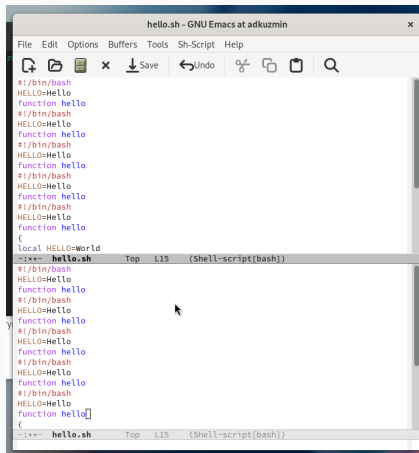 hello.sh - GNU Emacs at adkuzmin
File Edit Options Buffers Tools Sh-Script Help
Save Undo
#!/bin/bash
HELLO=Hello
function hello
#!/bin/bash
HELLO=Hello
function hello
#!/bin/bash
HELLO=Hello
function hello
#!/bin/bash
HELLO=Hello
function hello
#!/bin/bash
HELLO=Hello
function hello
{
local HELLO=World
-:**- hello.sh Top L15 (Shell-script[bash])
#!/bin/bash
HELLO=Hello
function hello
#!/bin/bash
HELLO=Hello
function hello
#!/bin/bash
HELLO=Hello
function hello
#!/bin/bash
HELLO=Hello
function hello
#!/bin/bash
HELLO=Hello
function hello
{
-:**- hello.sh Top L15 (Shell-script[bash])